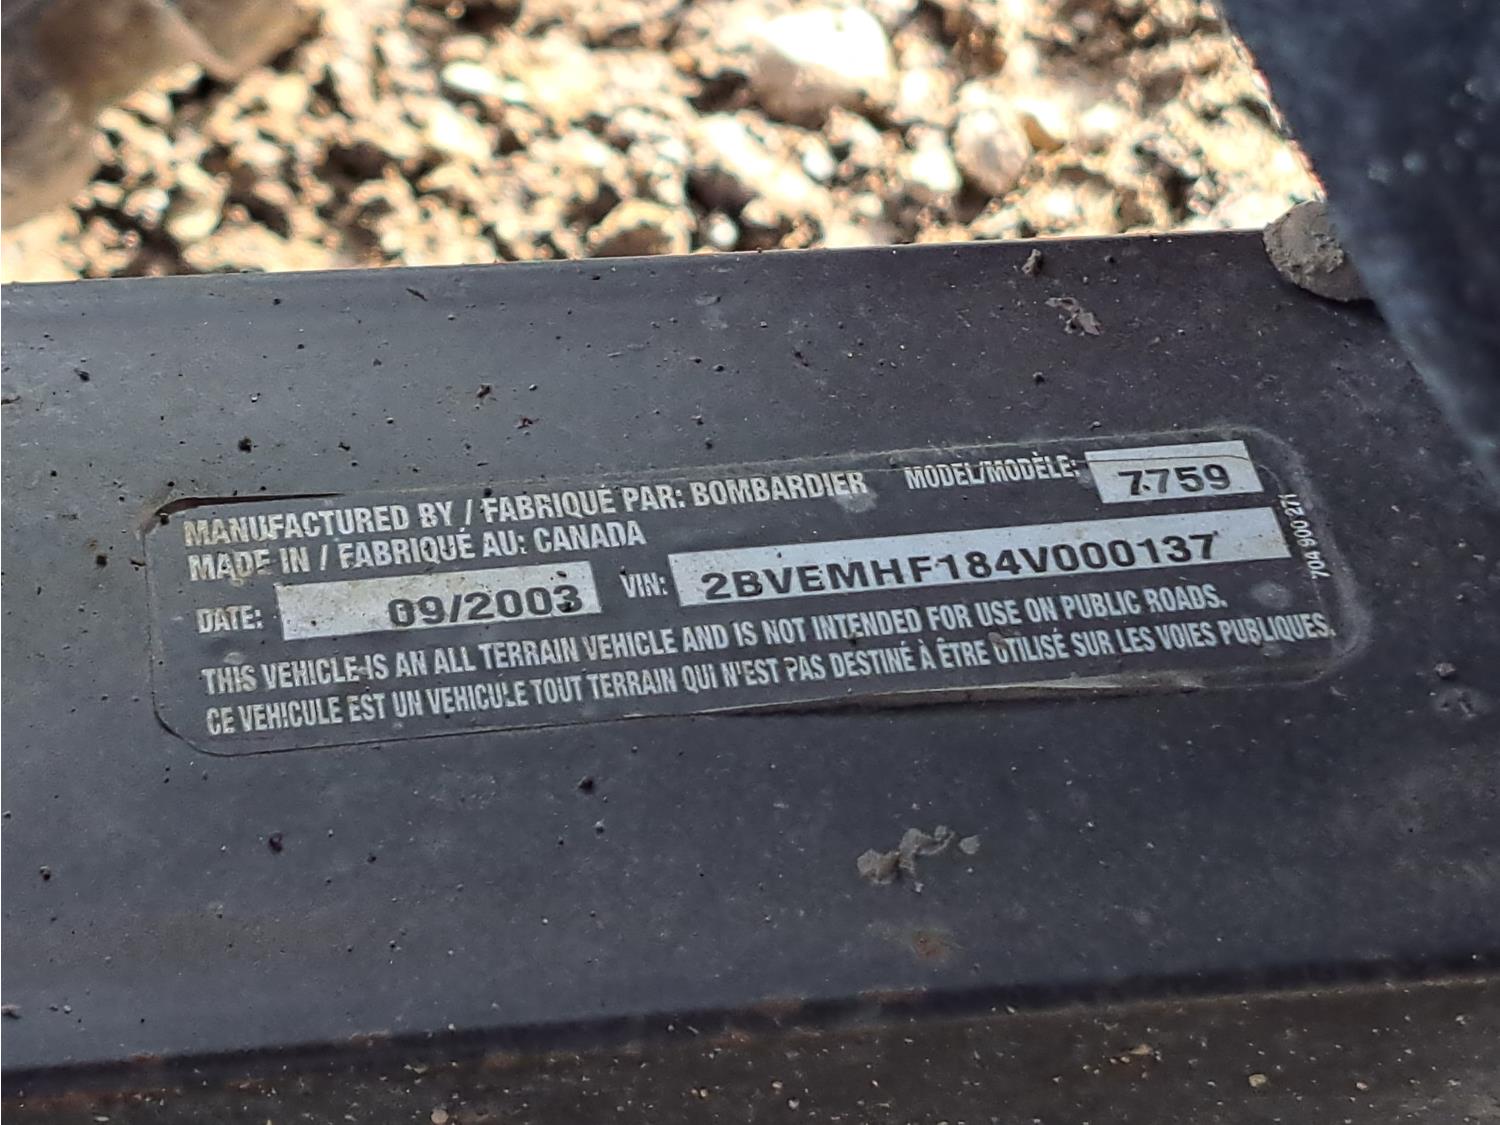 MANUFACTURED BY / FABRIQUÉ PAR: BOMBARDIER MODEL/MODÈLE: 7759
MADE IN / FABRIQUÉ AU: CANADA
DATE: 09/2003 VIN: 2BVEMHF184V000137
THIS VEHICLE IS AN ALL TERRAIN VEHICLE AND IS NOT INTENDED FOR USE ON PUBLIC ROADS.
CE VEHICULE EST UN VEHICULE TOUT TERRAIN QUI N'EST PAS DESTINÉ À ÊTRE UTILISÉ SUR LES VOIES PUBLIQUES.
704 900 271